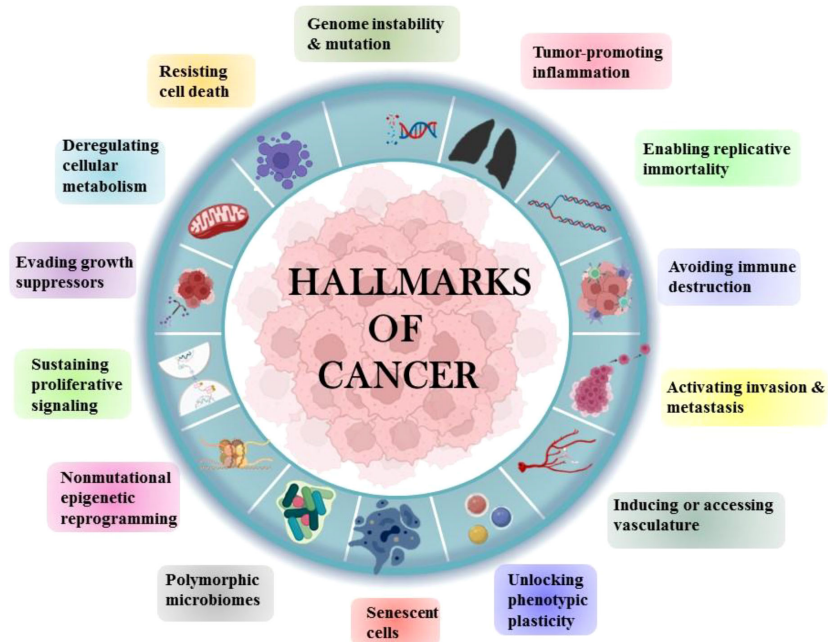 Genome instability
& mutation
Tumor-promoting
inflammation
Enabling replicative
immortality
Avoiding immune
destruction
Activating invasion &
metastasis
Inducing or accessing
vasculature
Unlocking
phenotypic
plasticity
Senescent
cells
Polymorphic
microbiomes
Nonmutational
epigenetic
reprogramming
Sustaining
proliferative
signaling
Evading growth
suppressors
Deregulating
cellular
metabolism
Resisting
cell death
HALLMARKS
OF
CANCER